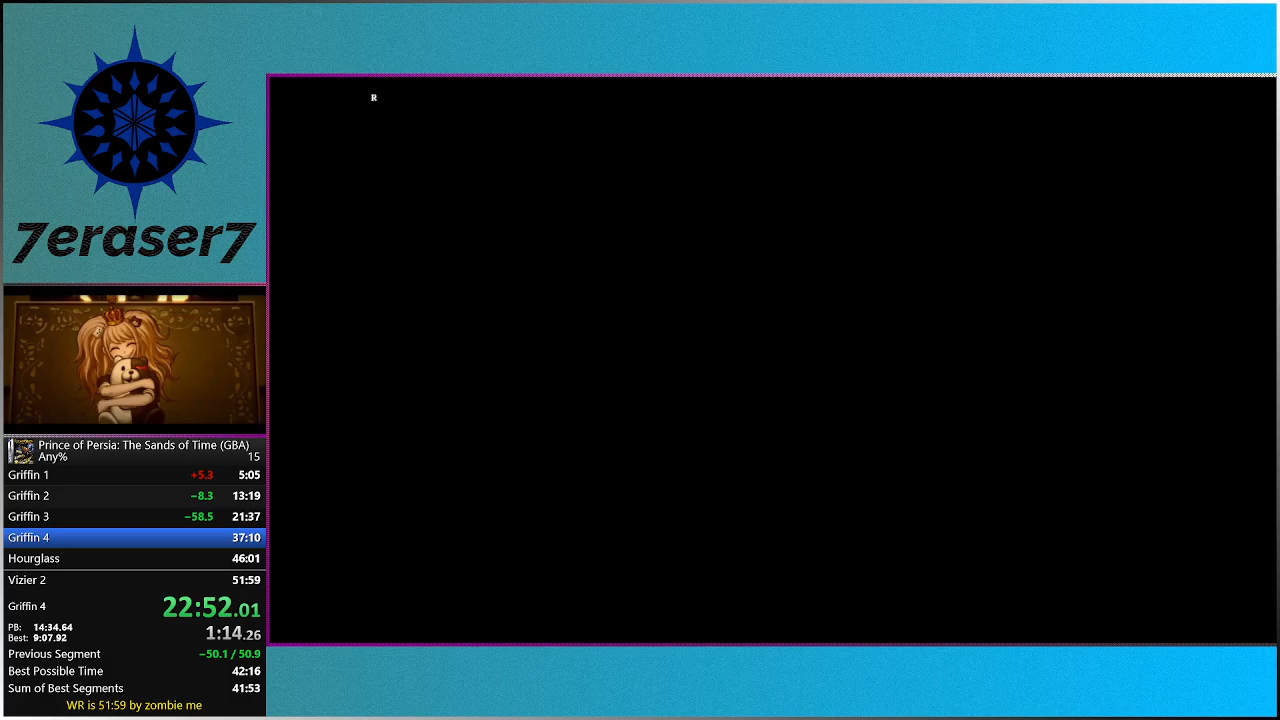 R
7eraser7
Prince of Persia: The Sands of Time (GBA)
Any% 15
Griffin 1 +5.3 5:05
Griffin 2 −8.3 13:19
Griffin 3 −58.5 21:37
Griffin 4 37:10
Hourglass 46:01
Vizier 2 51:59
Griffin 4 22:52.01
PB: 14:34.64
Best: 9:07.92 1:14.26
Previous Segment −50.1 / 50.9
Best Possible Time 42:16
Sum of Best Segments 41:53
WR is 51:59 by zombie me